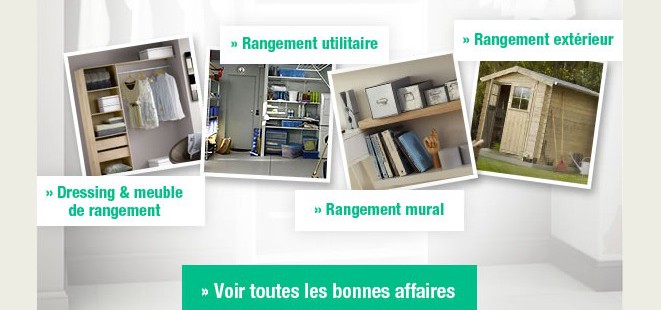 » Rangement utilitaire
» Rangement extérieur
» Dressing & meuble
de rangement
» Rangement mural
» Voir toutes les bonnes affaires